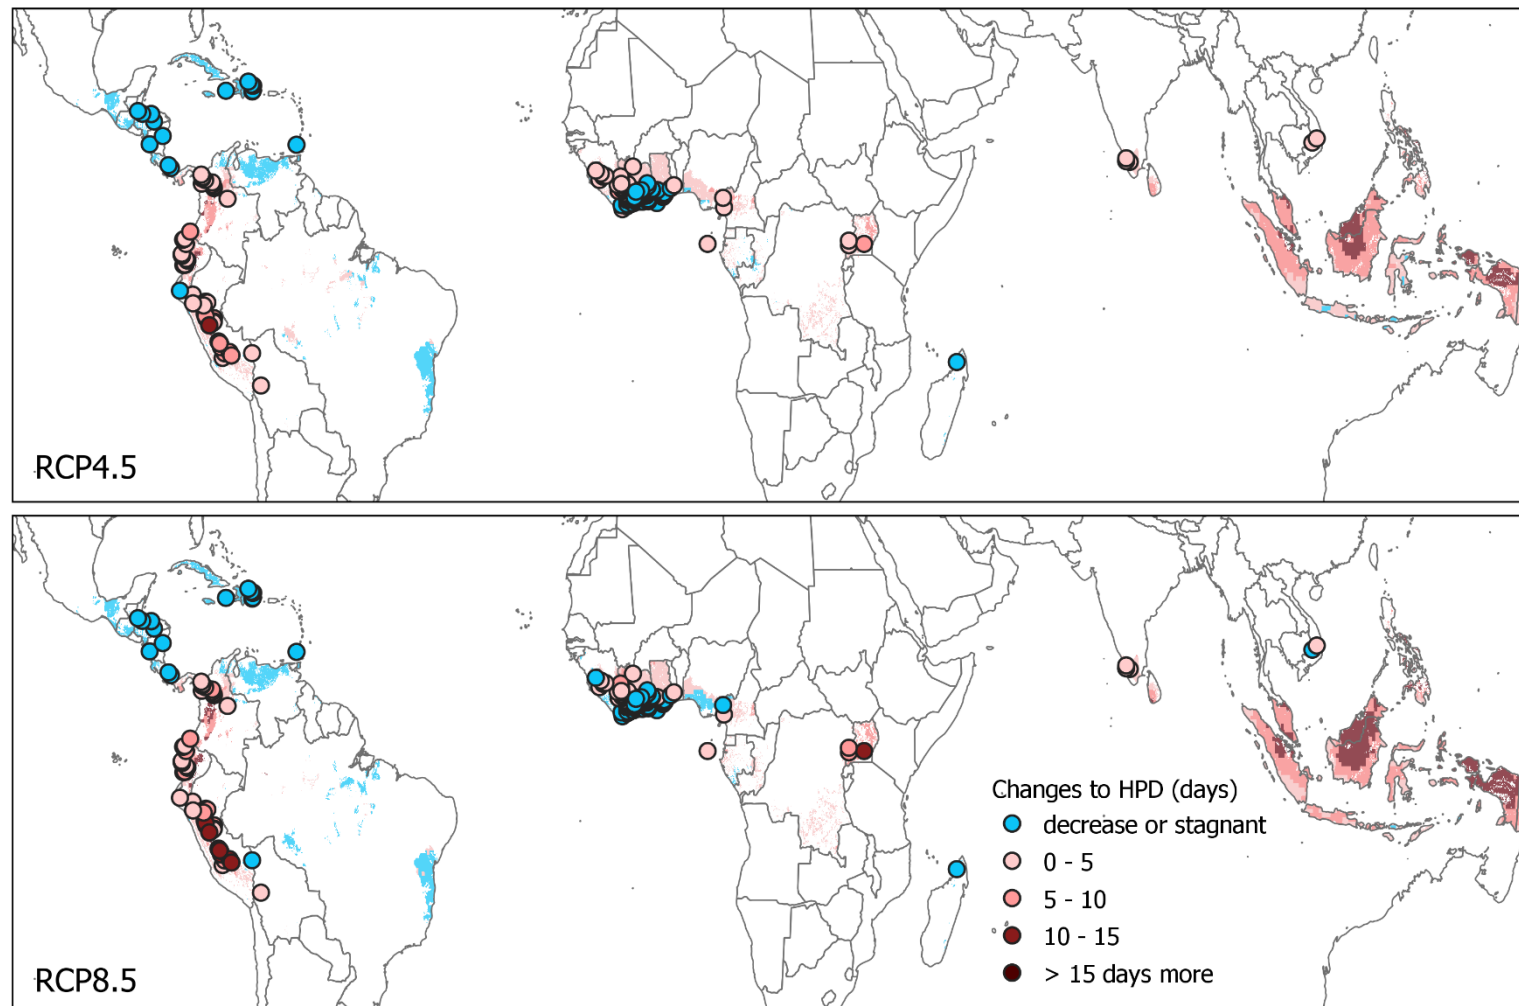 RCP4.5
Changes to HPD (days)
decrease or stagnant
0 - 5
5 - 10
10 - 15
> 15 days more
RCP8.5